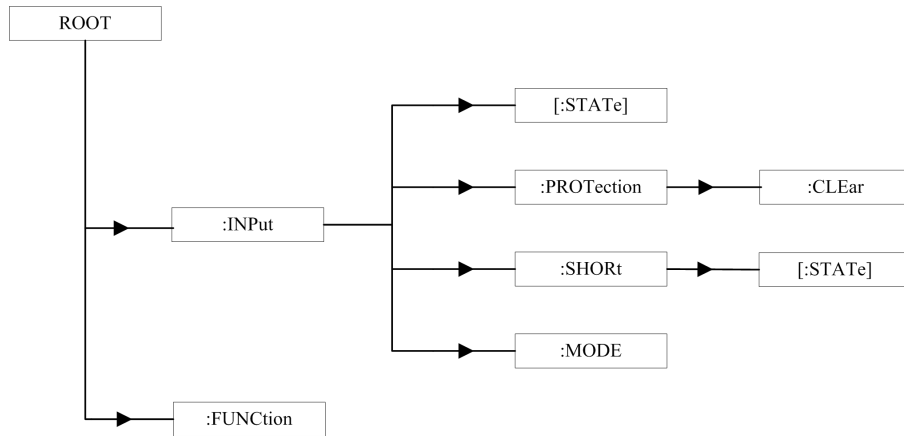 ROOT
[:STATe]
:PROTection
:CLEar
:INPut
:SHORt
[:STATe]
:MODE
:FUNCtion